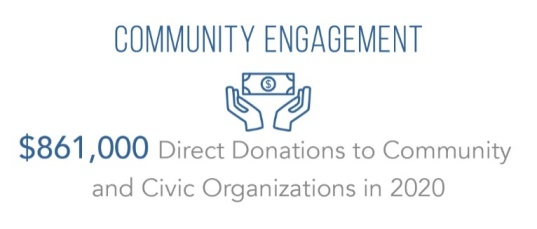 COMMUNITY ENGAGEMENT
$
$861,000 Direct Donations to Community
and Civic Organizations in 2020